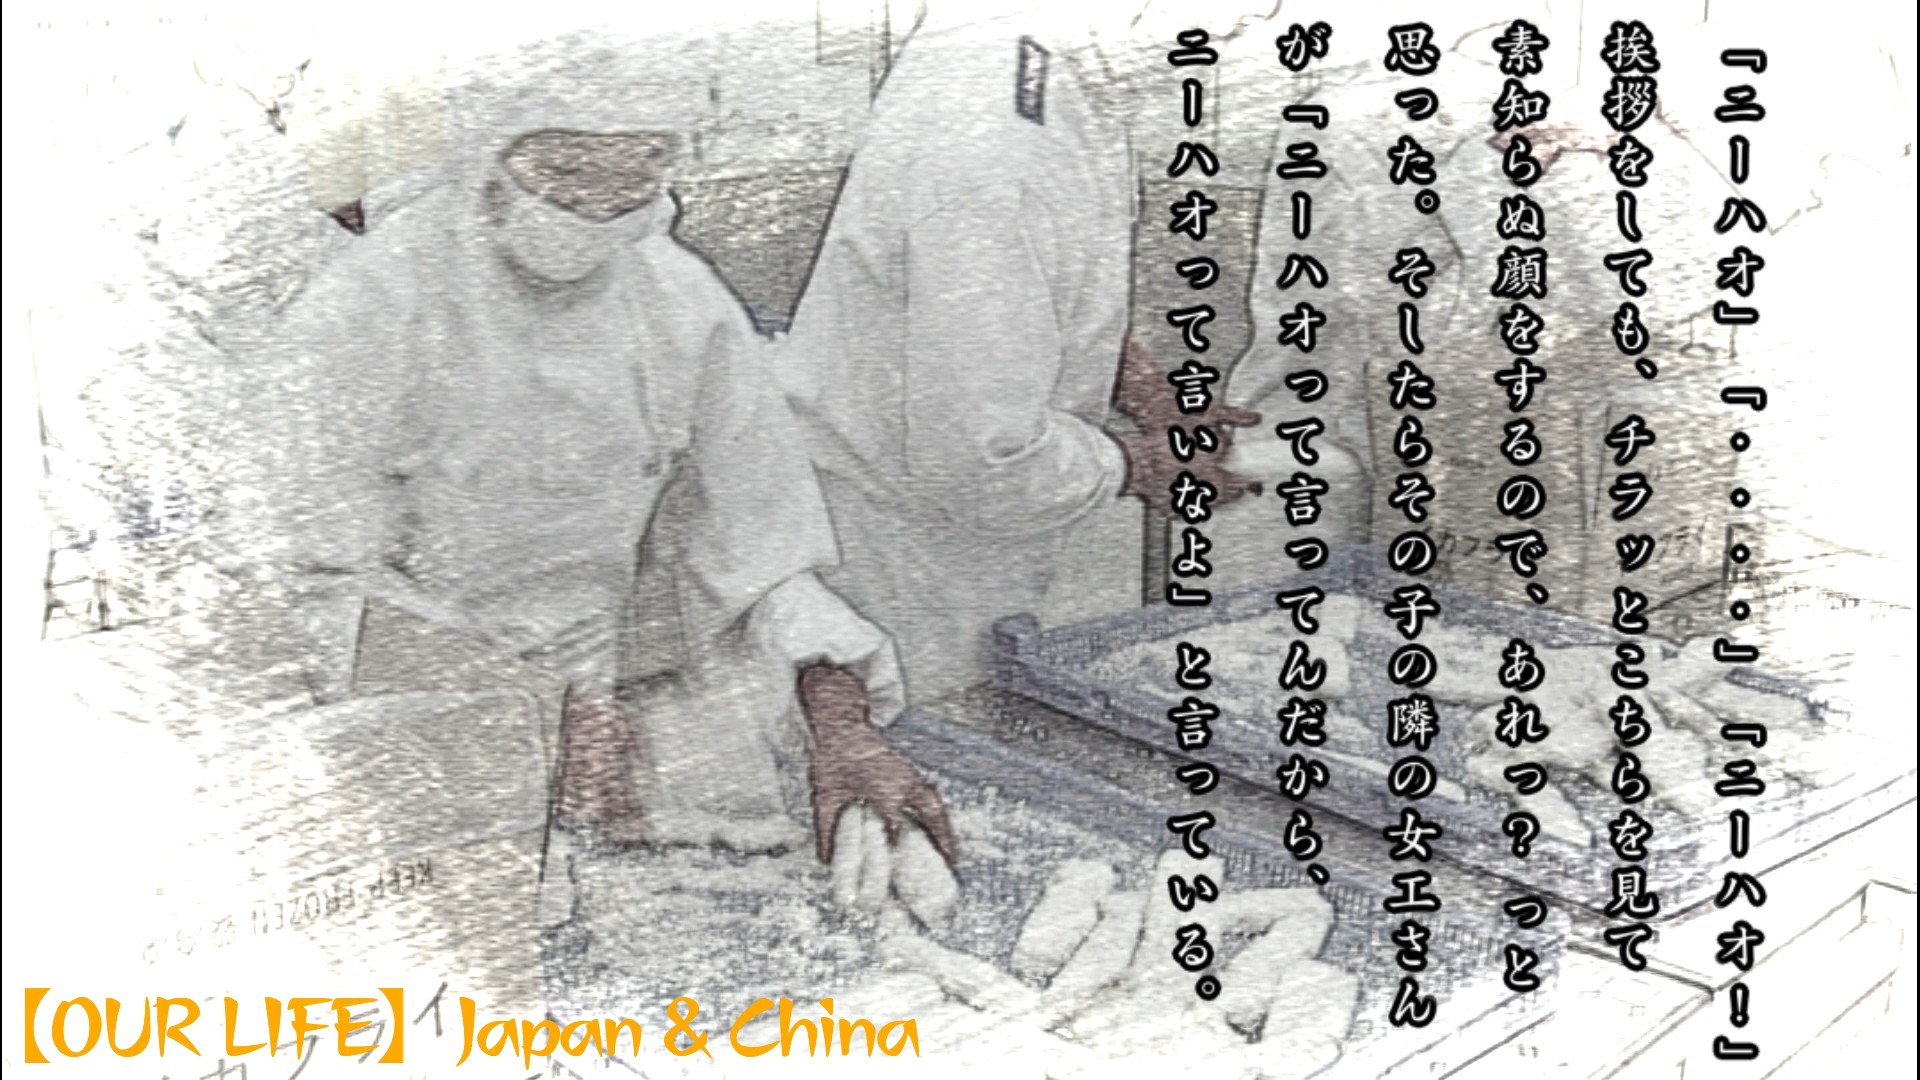 「ニーハオ」「・・・・」「ニーハオ！」
挨拶をしても、チラッとこちらを見て
素知らぬ顔をするので、あれっ？っと
思った。そしたらその子の隣の女工さん
が「ニーハオって言ってんだから、
ニーハオって言いなよ」と言っている。
KEEP FROZEN
【OUR LIFE】 Japan & China